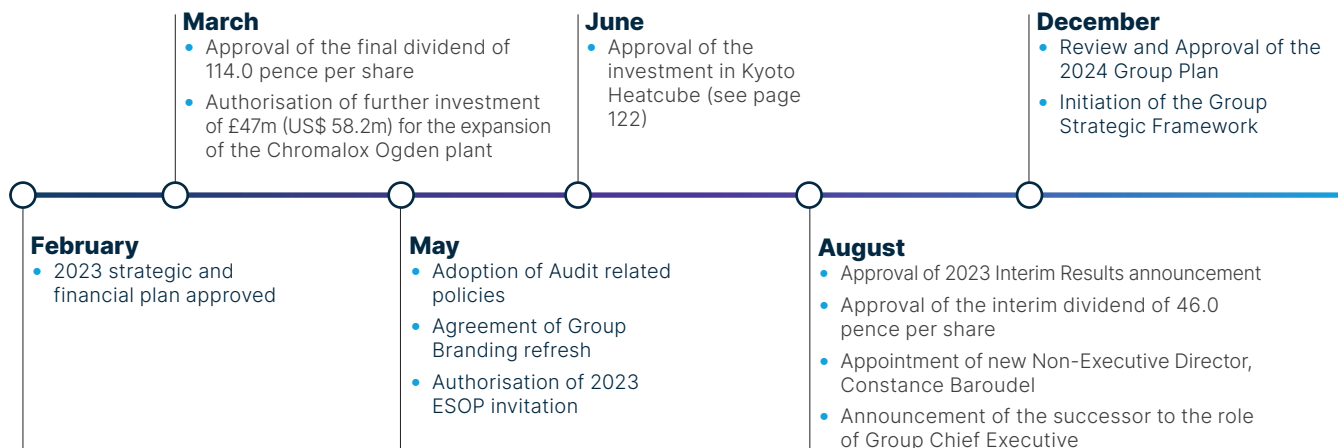 March
• Approval of the final dividend of
114.0 pence per share
• Authorisation of further investment
of £47m (US$ 58.2m) for the expansion
of the Chromalox Ogden plant
June
• Approval of the
investment in Kyoto
Heatcube (see page
122)
December
• Review and Approval of the
2024 Group Plan
• Initiation of the Group
Strategic Framework
February
• 2023 strategic and
financial plan approved
May
• Adoption of Audit related
policies
• Agreement of Group
Branding refresh
• Authorisation of 2023
ESOP invitation
August
• Approval of 2023 Interim Results announcement
• Approval of the interim dividend of 46.0
pence per share
• Appointment of new Non-Executive Director,
Constance Baroudel
• Announcement of the successor to the role
of Group Chief Executive